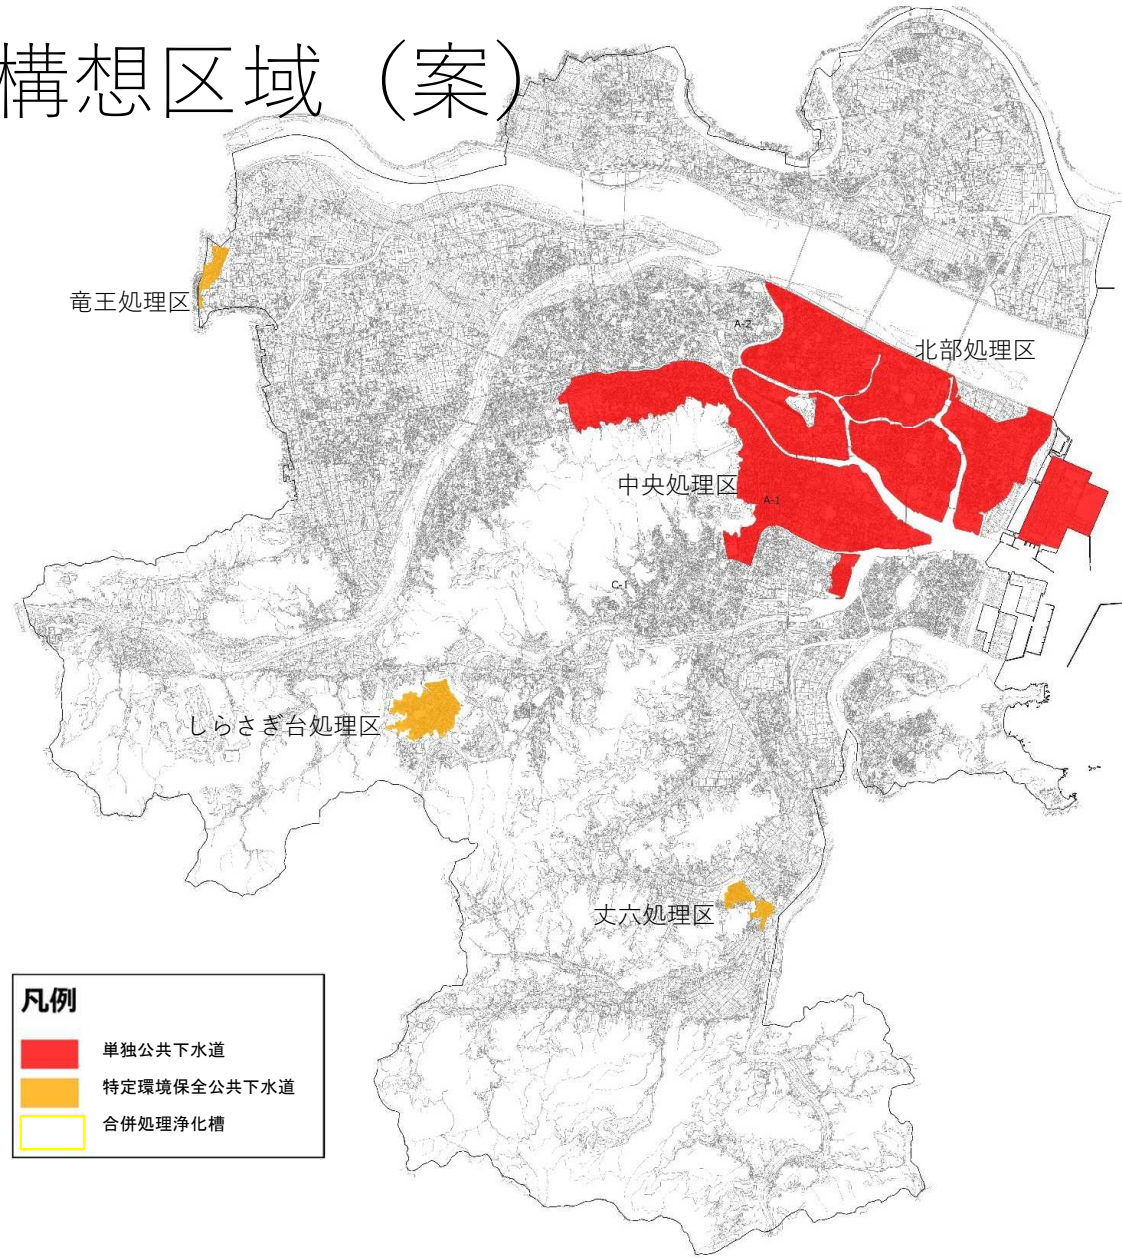 構想区域（案）
竜王処理区
A-2
北部処理区
中央処理区
A-1
C-1
しらさぎ台処理区
丈六処理区
凡例
単独公共下水道
特定環境保全公共下水道
合併処理浄化槽